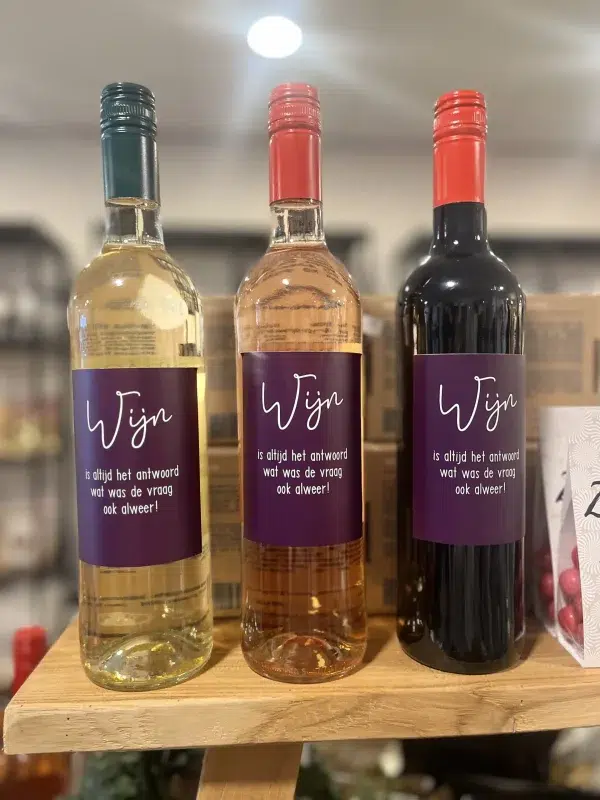 Wijn
is altijd het antwoord
wat was de vraag
ook alweer!
Wijn
is altijd het antwoord
wat was de vraag
ook alweer!
Wijn
is altijd het antwoord
wat was de vraag
ook alweer!